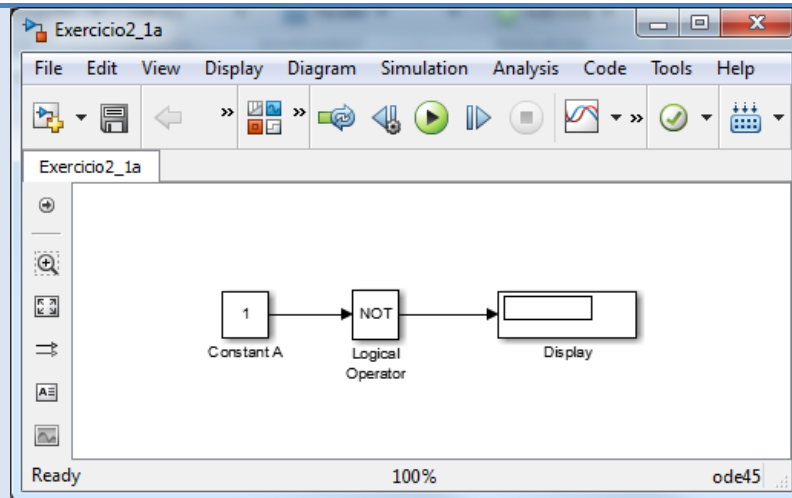 Exercicio2_1a
File Edit View Display Diagram Simulation Analysis Code Tools Help
Exercicio2_1a
1
NOT
Constant A
Logical
Operator
Display
Ready 100% ode45